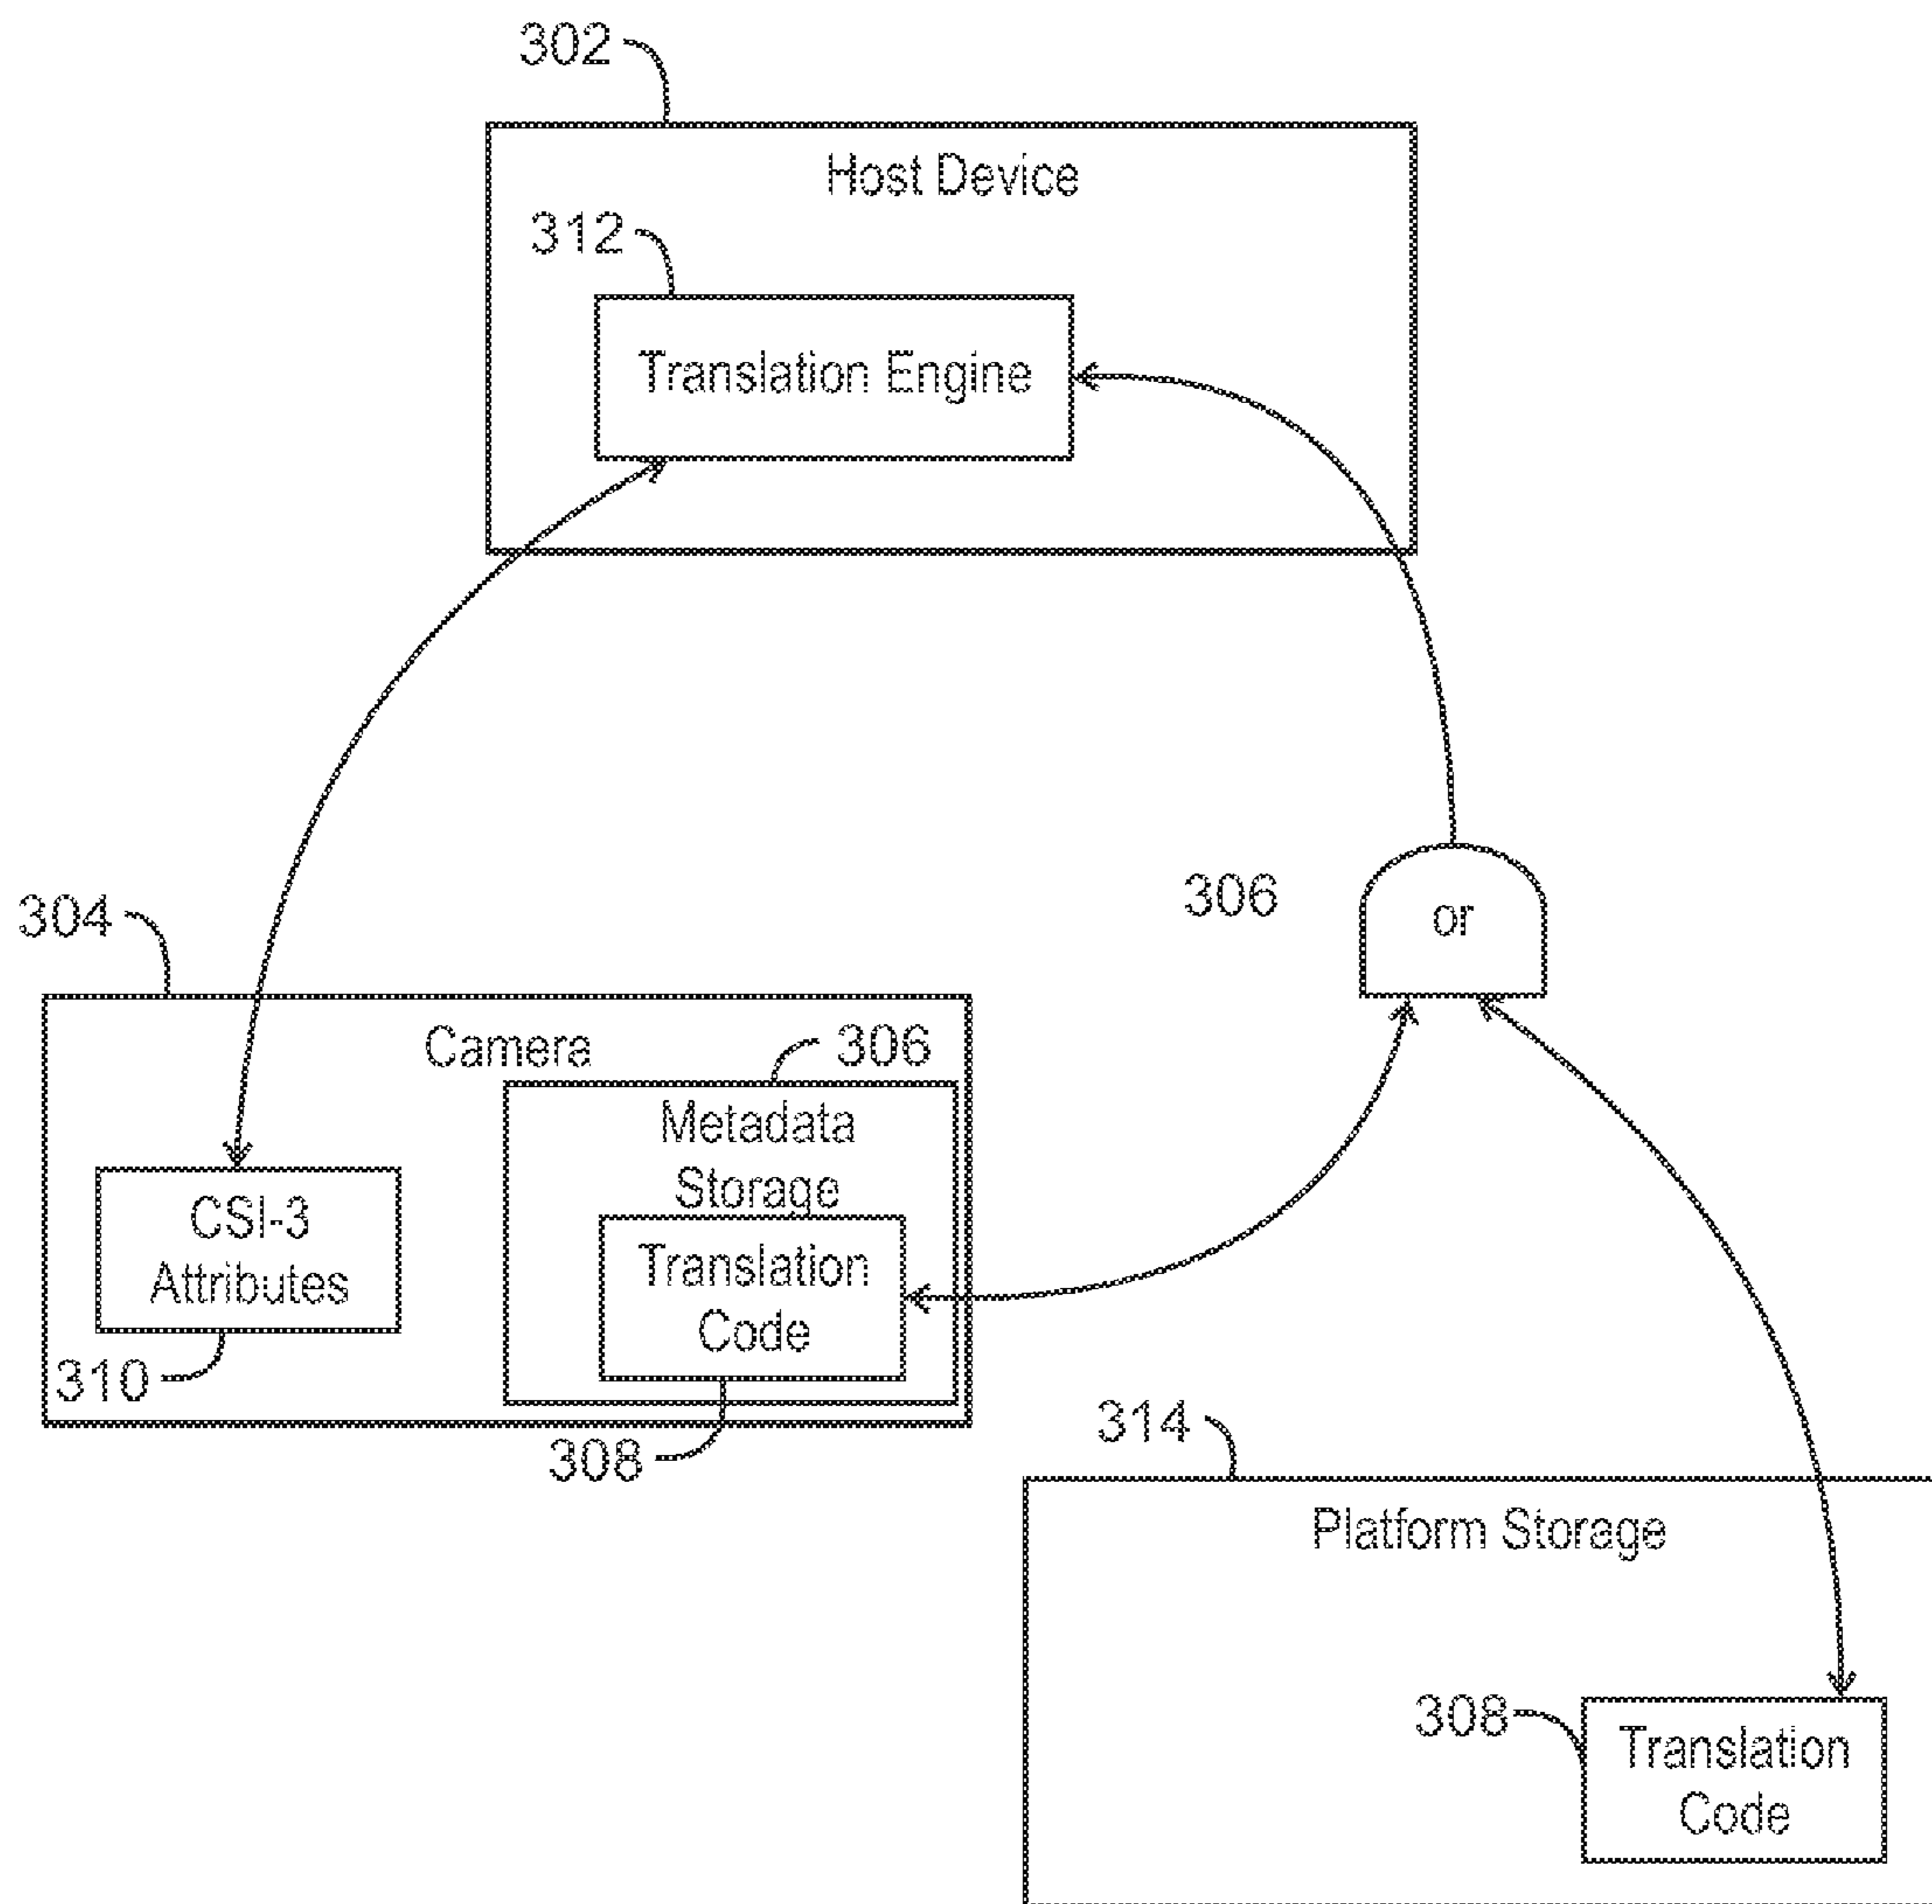 302
Host Device
312
Translation Engine
306
or
304
Camera
306
Metadata
Storage
CSI-3
Attributes
Translation
Code
310
308
314
Platform Storage
308
Translation
Code